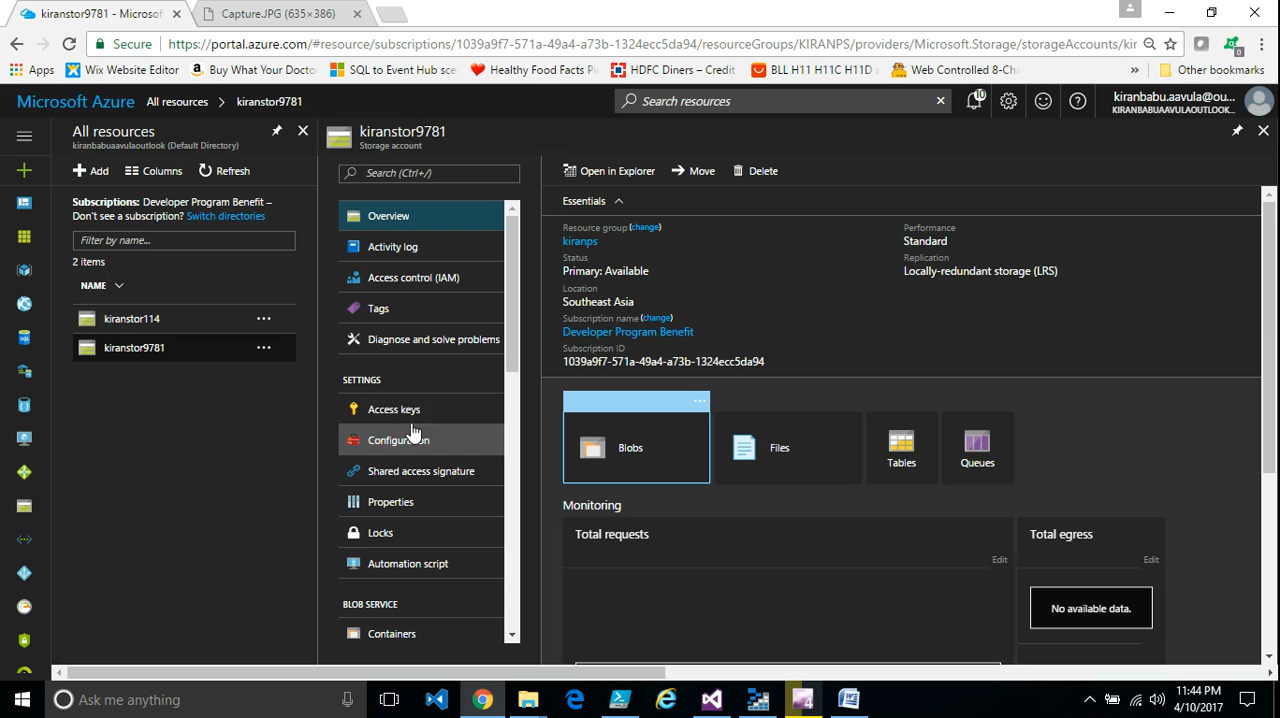 kiranstor9781 - Microsof
Capture.JPG (635×386)
Secure
https://portal.azure.com/#resource/subscriptions/1039a9f7-571a-49a4-a73b-1324ecc5da94/resourceGroups/KIRANPS/providers/Microsoft.Storage/storageAccounts/kir
Apps
Wix Website Editor
Buy What Your Docto
SQL to Event Hub sce
Healthy Food Facts Pi
HDFC Diners – Credit
BLL H11 H11C H11D a
Web Controlled 8-Cha
»
Other bookmarks
Microsoft Azure
All resources > kiranstor9781
Search resources
10
kiranbabu.aavula@ou...
KIRANBABUAAVULAOUTLOOK...
All resources
kiranbabuaavulaoutlook (Default Directory)
Add
Columns
Refresh
Subscriptions: Developer Program Benefit –
Don't see a subscription? Switch directories
Filter by name...
2 items
NAME
kiranstor114
kiranstor9781
kiranstor9781
Storage account
Search (Ctrl+/)
Overview
Activity log
Access control (IAM)
Tags
Diagnose and solve problems
SETTINGS
Access keys
Configuration
Shared access signature
Properties
Locks
Automation script
BLOB SERVICE
Containers
Open in Explorer
Move
Delete
Essentials
Resource group (change)
kiranps
Status
Primary: Available
Location
Southeast Asia
Subscription name (change)
Developer Program Benefit
Subscription ID
1039a9f7-571a-49a4-a73b-1324ecc5da94
Performance
Standard
Replication
Locally-redundant storage (LRS)
Blobs
Files
Tables
Queues
Monitoring
Total requests
Edit
Total egress
Edit
No available data.
Ask me anything
4
11:44 PM
4/10/2017